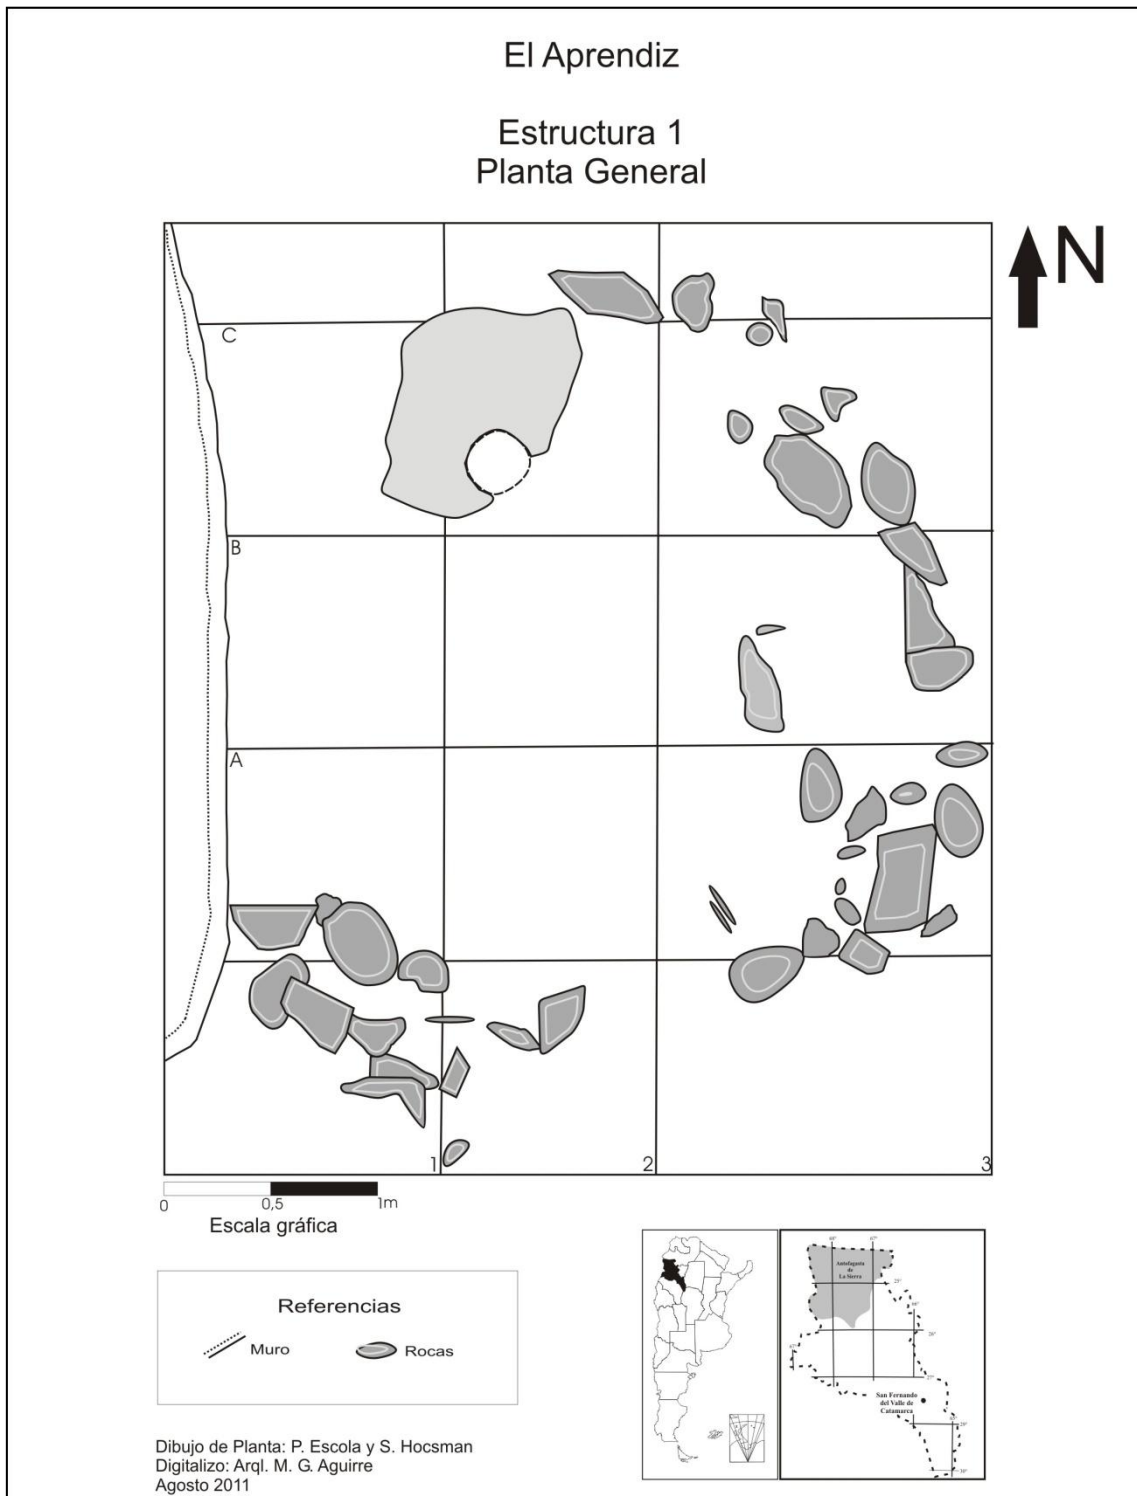 El Aprendiz
Estructura 1
Planta General
N
C
B
A
1
2
3
0
0,5
1m
Escala gráfica
Referencias
Muro
Rocas
Dibujo de Planta: P. Escola y S. Hocsman
Digitalizo: Arql. M. G. Aguirre
Agosto 2011
Antofagasta
de
La Sierra
San Fernando
del Valle de
Catamarca